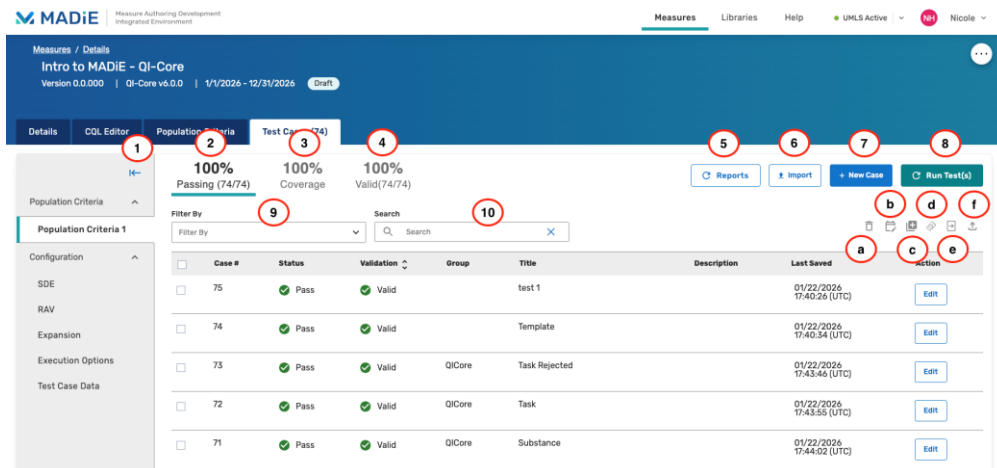 MADiE
Measure Authoring Development
Integrated Environment
Measures Libraries Help UMLS Active NH Nicole
Measures / Details
Intro to MADiE - QI-Core
Version 0.0.000 | QI-Core v6.0.0 | 1/1/2026 - 12/31/2026 Draft
Details CQL Editor Population Criteria Test Cases (74)
1 2 3 4 5 6 7 8
100% 100% 100%
Passing (74/74) Coverage Valid(74/74)
Reports Import + New Case Run Test(s)
Population Criteria
Population Criteria 1
Configuration
SDE
RAV
Expansion
Execution Options
Test Case Data
Filter By 9 Search 10
Filter By Search
b d f
a c e
Case # Status Validation Group Title Description Last Saved Action
75 Pass Valid test 1 01/22/2026
17:40:26 (UTC) Edit
74 Pass Valid Template 01/22/2026
17:40:34 (UTC) Edit
73 Pass Valid QICore Task Rejected 01/22/2026
17:43:46 (UTC) Edit
72 Pass Valid QICore Task 01/22/2026
17:43:55 (UTC) Edit
71 Pass Valid QICore Substance 01/22/2026
17:44:02 (UTC) Edit